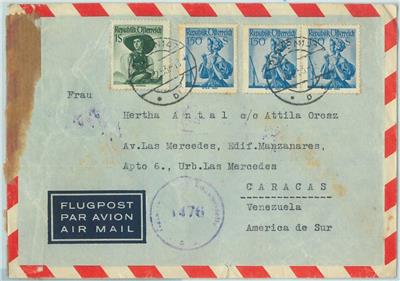 Republik Österreich
1S
Republik Österreich
1.50 S
Republik Österreich
1.50
Republik Österreich
1.50
Frau
Hertha Antal c/o Attila Orosz
Av.Las Mercedes, Edif.Manzanares,
Apto 6., Urb.Las Mercedes
CARACAS
Venezuela
America de Sur
FLUGPOST
PAR AVION
AIR MAIL
1476